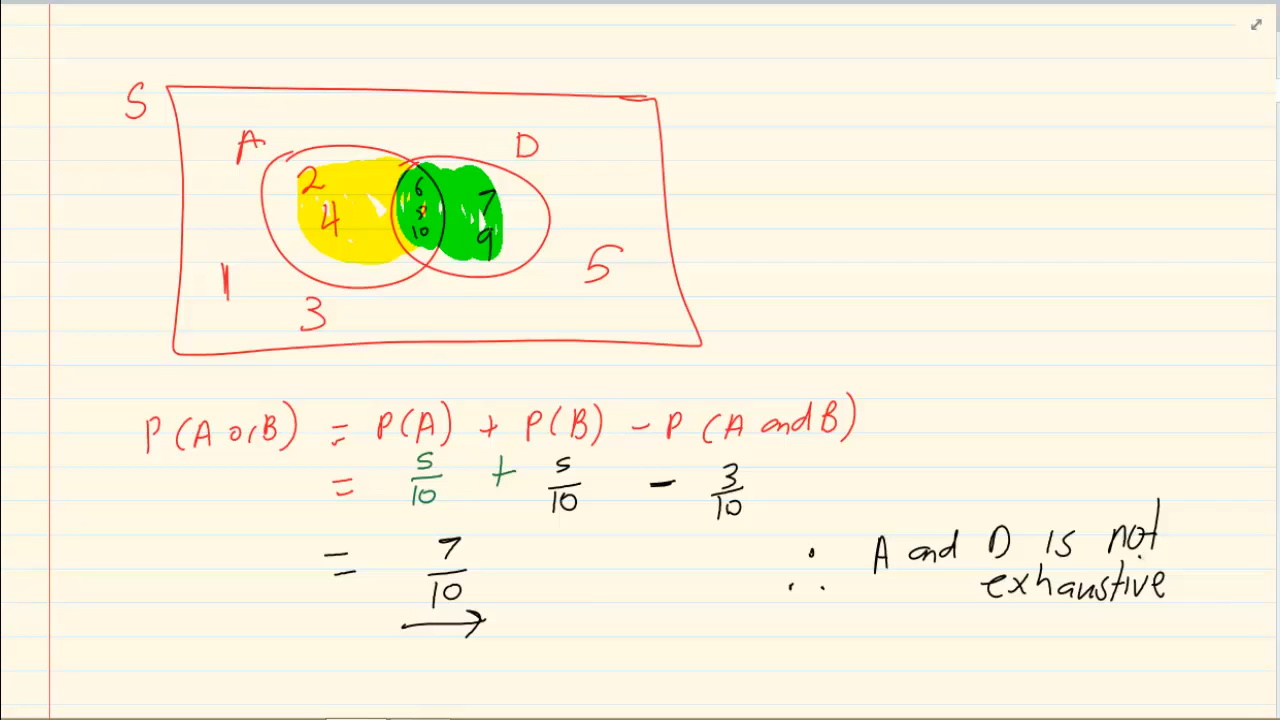 S
A D
2 6 7
4 8 9
10
1 3 5
P(A or B) = P(A) + P(B) - P(A and B)
= 5/10 + 5/10 - 3/10
= 7/10
∴ A and D is not
exhaustive